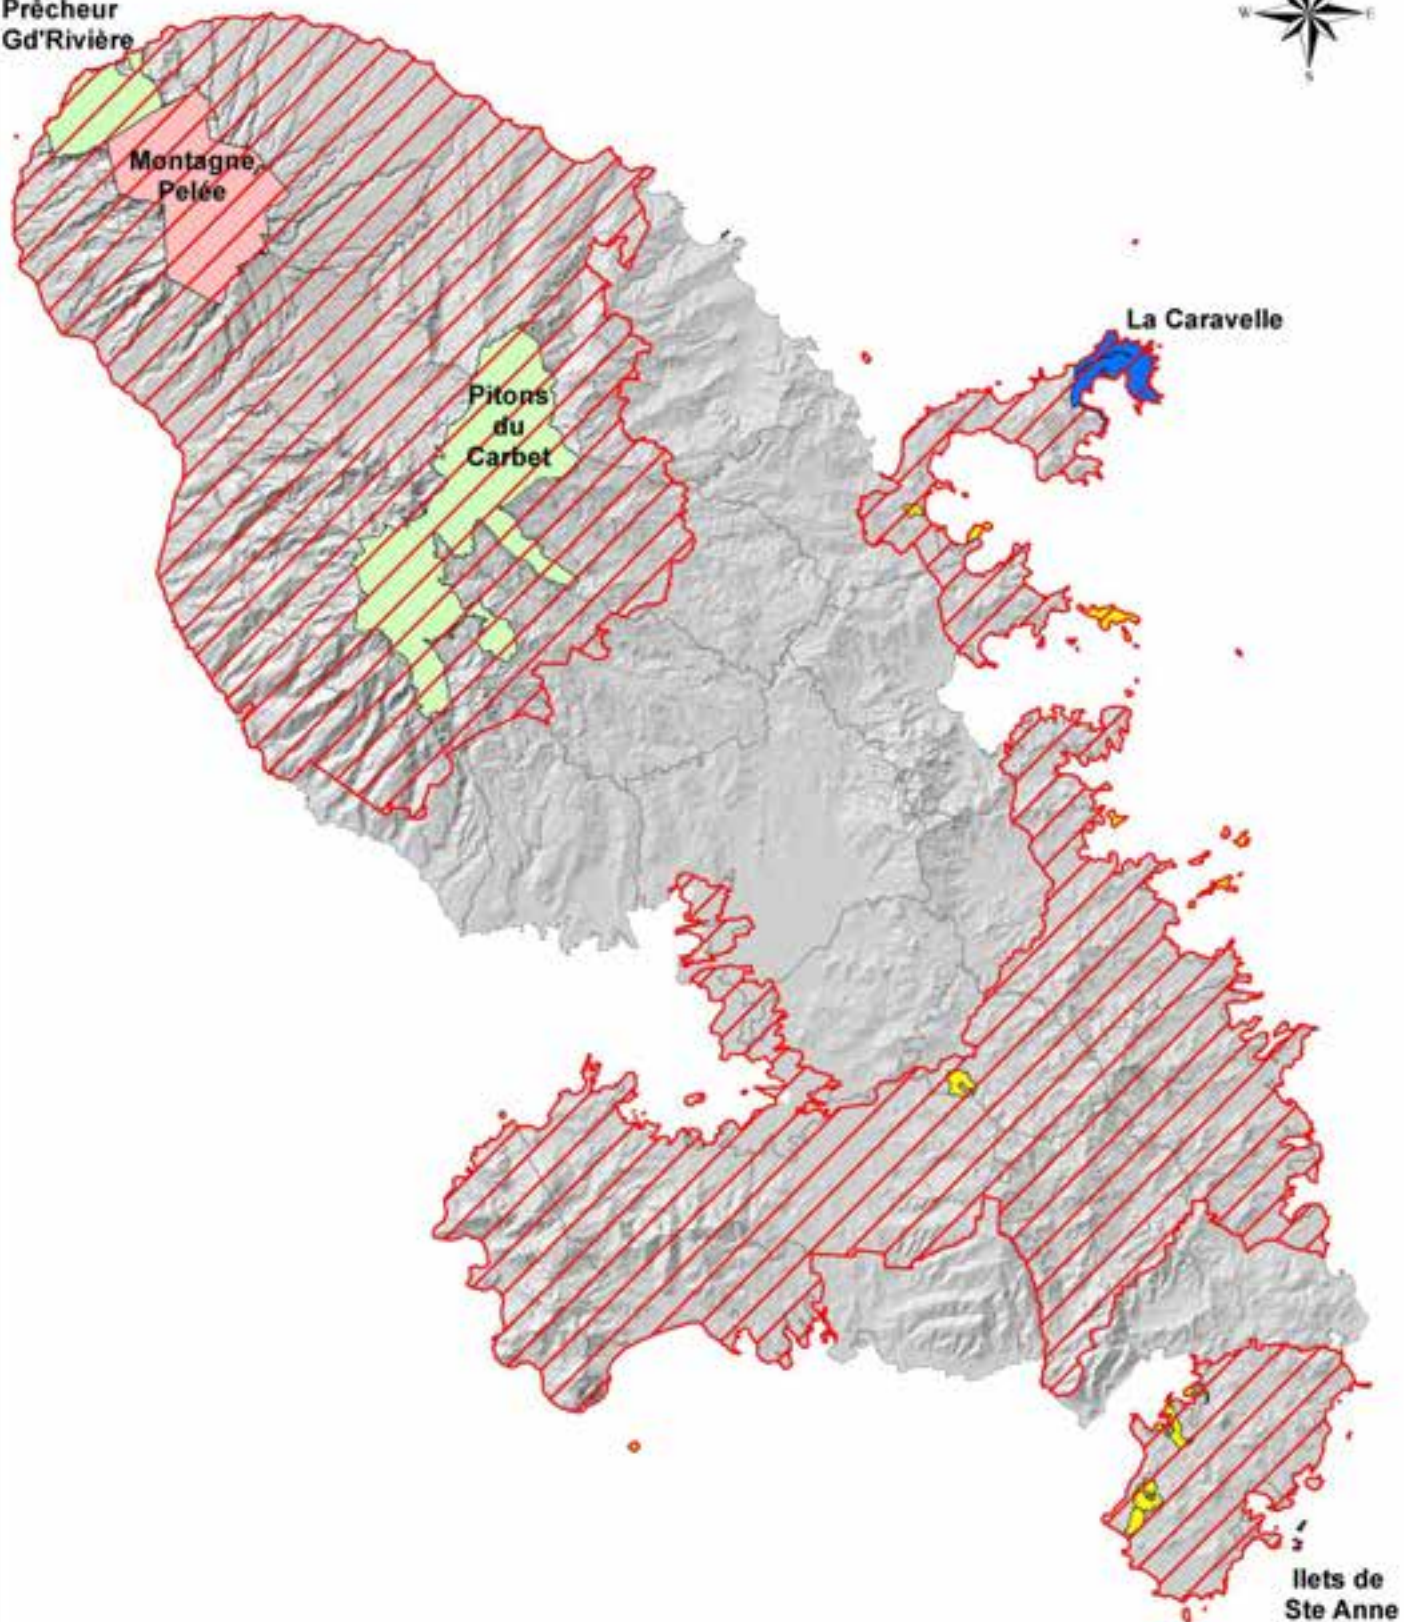 Prêcheur
Gd'Rivière
W
E
S
Montagne
Pelée
La Caravelle
Pitons
du
Carbet
Ilets de
Ste Anne